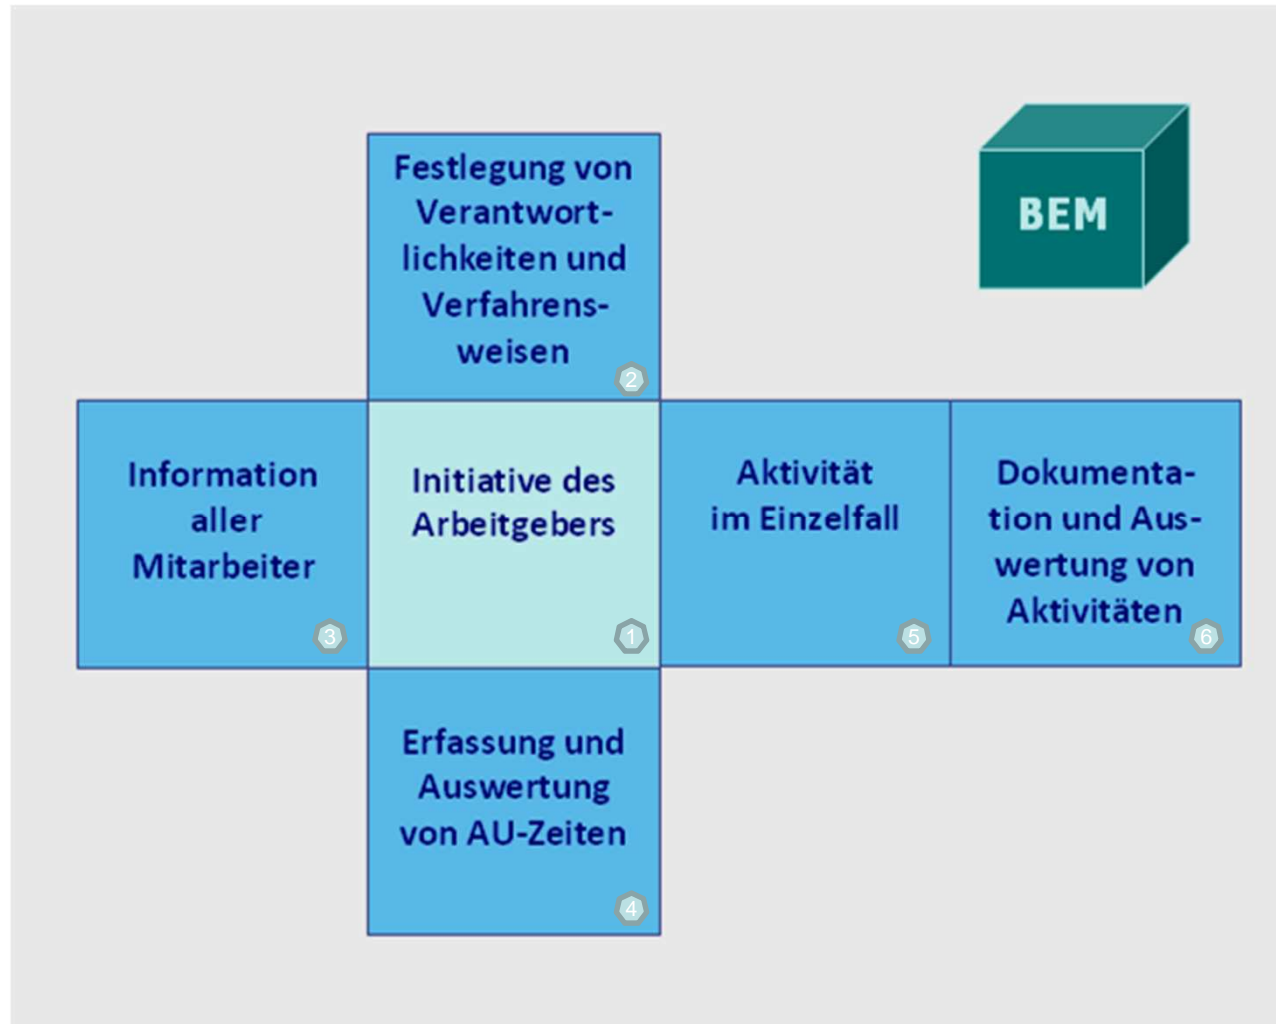 Festlegung von
Verantwort-
lichkeiten und
Verfahrens-
weisen
2
BEM
Information
aller
Mitarbeiter
3
Initiative des
Arbeitgebers
1
Aktivität
im Einzelfall
5
Dokumenta-
tion und Aus-
wertung von
Aktivitäten
6
Erfassung und
Auswertung
von AU-Zeiten
4